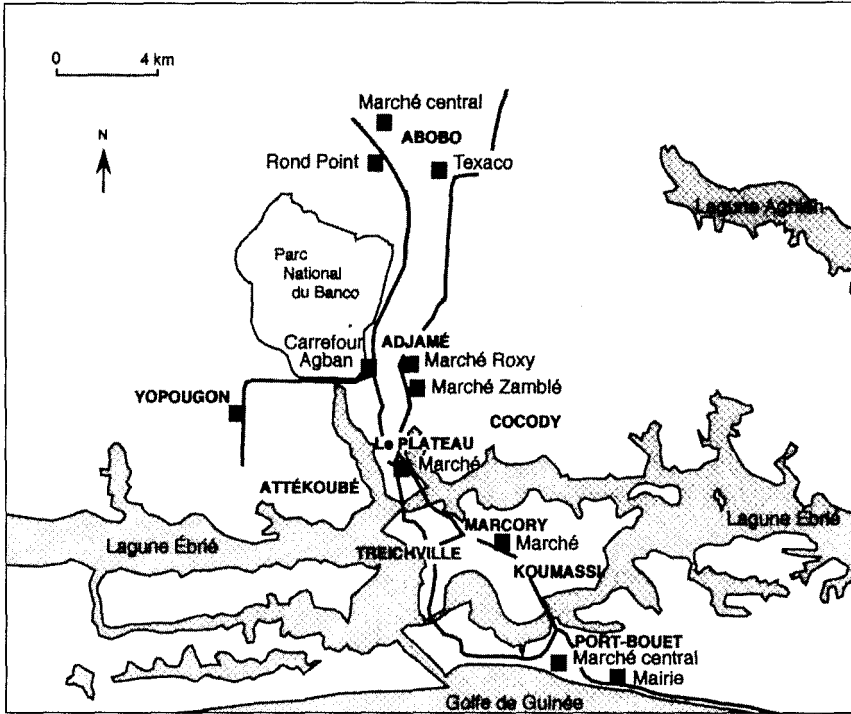 0 4 km
N
Marché central
ABOBO
Rond Point
Texaco
Lagune Aghien
Parc
National
du Banco
Carrefour
Agban
ADJAMÉ
Marché Roxy
Marché Zamblé
YOPOUGON
COCODY
Le PLATEAU
Marché
ATTÉKOUBÉ
Lagune Ébrié
MARCORY
Marché
Lagune Ébrié
TREICHVILLE
KOUMASSI
PORT-BOUET
Marché central
Mairie
Golfe de Guinée